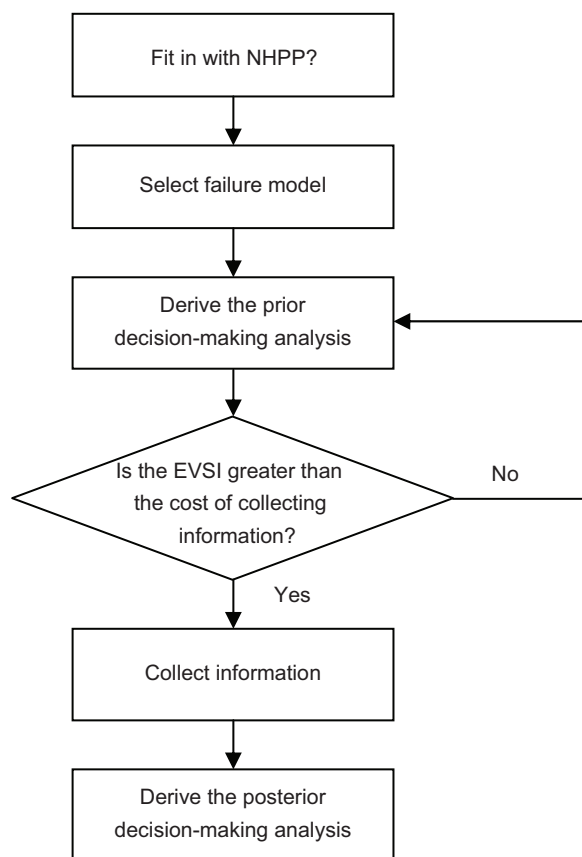 Fit in with NHPP?
Select failure model
Derive the prior
decision-making analysis
Is the EVSI greater than
the cost of collecting
information?
No
Yes
Collect information
Derive the posterior
decision-making analysis